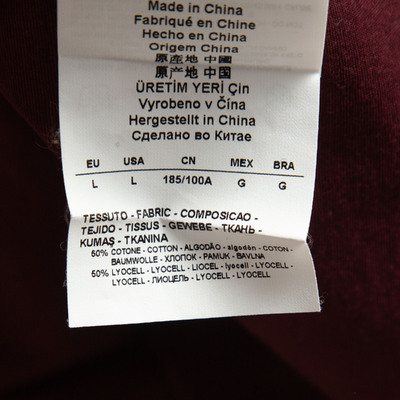 Made in China
Fabriqué en Chine
Hecho en China
Origem China
原産地 中国
原产地 中国
ÜRETİM YERİ Çin
Vyrobeno v Čína
Hergestellt in China
Сделано во Китае
EU USA CN MEX BRA
L L 185/100A G G
TESSUTO - FABRIC - COMPOSICAO -
TEJIDO - TISSUS - GEWEBE - ТКАНЬ -
KUMAŞ - TKANINA
50% COTONE - COTTON - ALGODÃO - algodón - COTON -
BAUMWOLLE - ХЛОПОК - PAMUK - BAVLNA
50% LYOCELL - LYOCELL - LIOCEL - lyocell - LYOCELL -
LYOCELL - ЛИОЦЕЛЬ - LYOCELL - LYOCELL